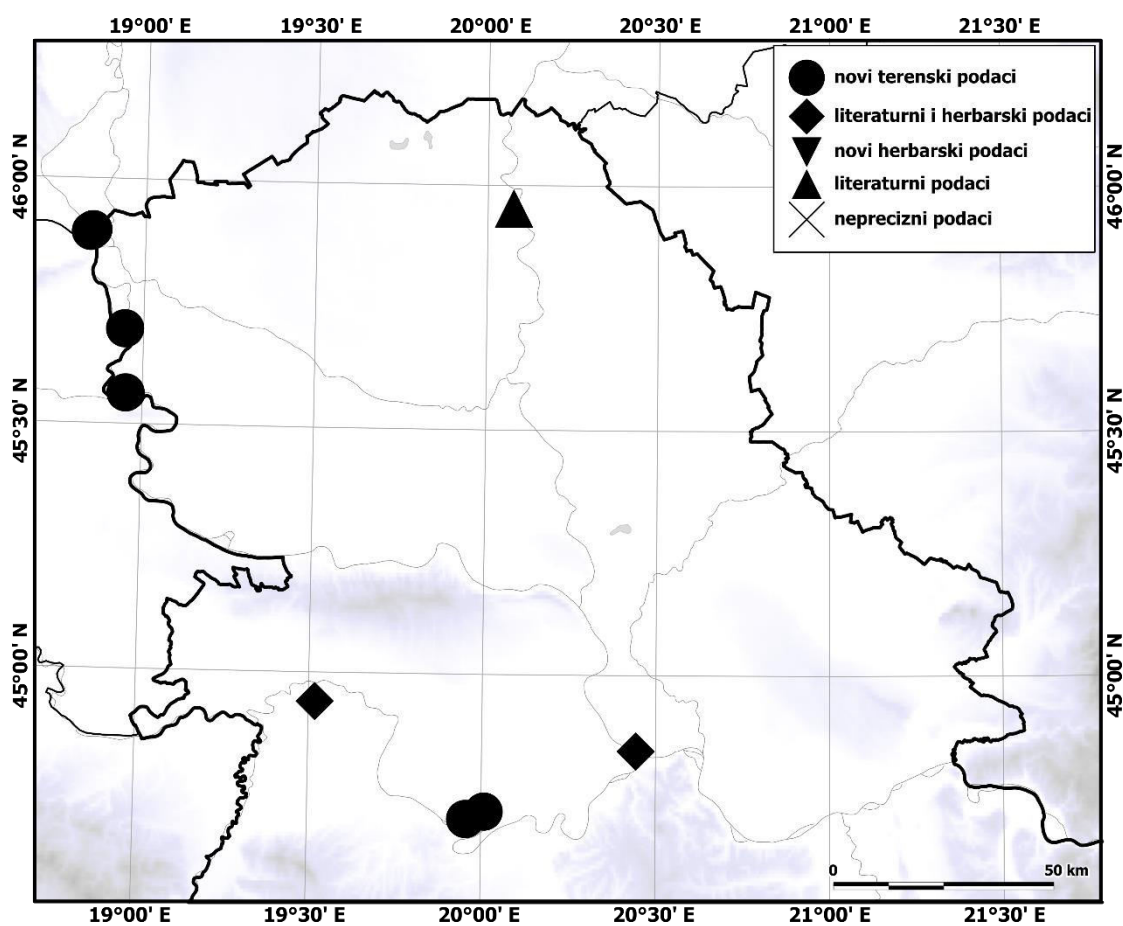 19°00' E 19°30' E 20°00' E 20°30' E 21°00' E 21°30' E
novi terenski podaci
literaturni i herbarski podaci
novi herbarski podaci
literaturni podaci
neprecizni podaci
46°00' N 46°00' N
45°30' N 45°30' N
45°00' N 45°00' N
0 50 km
19°00' E 19°30' E 20°00' E 20°30' E 21°00' E 21°30' E